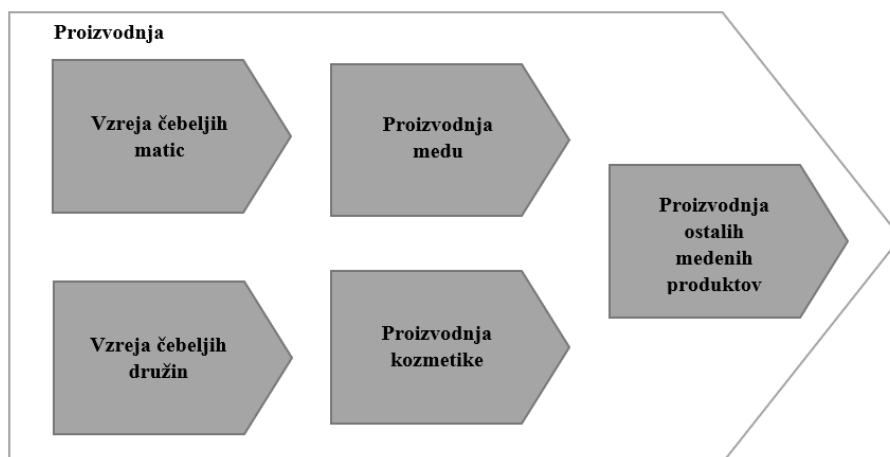 Proizvodnja
Vzreja čebeljih
matic
Proizvodnja
medu
Proizvodnja
ostalih
medenih
produktov
Vzreja čebeljih
družin
Proizvodnja
kozmetike